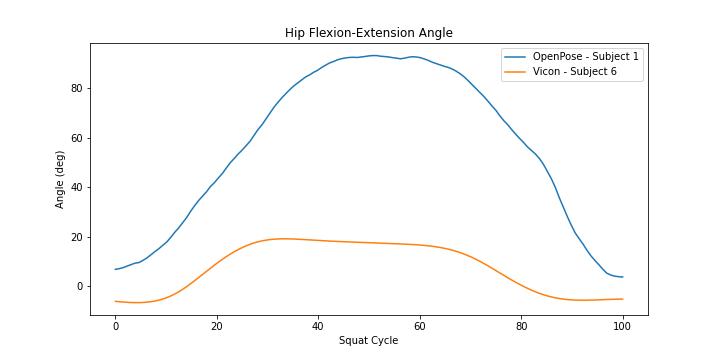 Hip Flexion-Extension Angle
OpenPose - Subject 1
Vicon - Subject 6
Angle (deg)
80
60
40
20
0
0 20 40 60 80 100
Squat Cycle